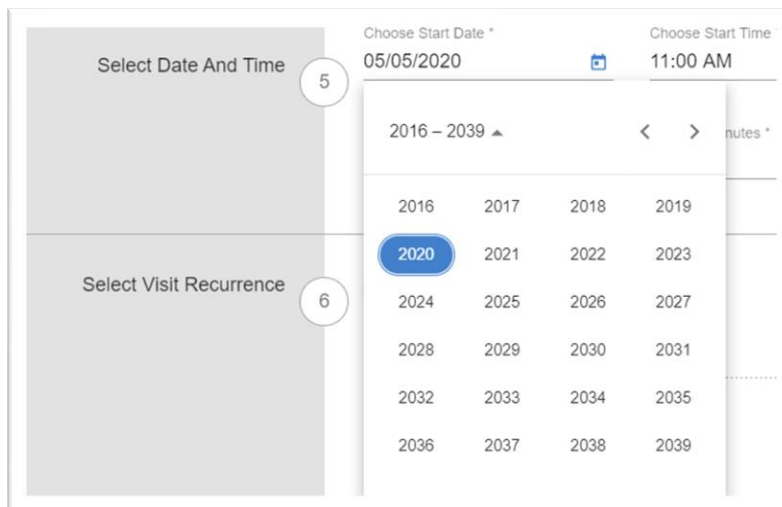 Choose Start Date *
Choose Start Time
Select Date And Time
5
05/05/2020
11:00 AM
2016 – 2039
nutes *
2016 2017 2018 2019
2020 2021 2022 2023
Select Visit Recurrence
6
2024 2025 2026 2027
2028 2029 2030 2031
2032 2033 2034 2035
2036 2037 2038 2039